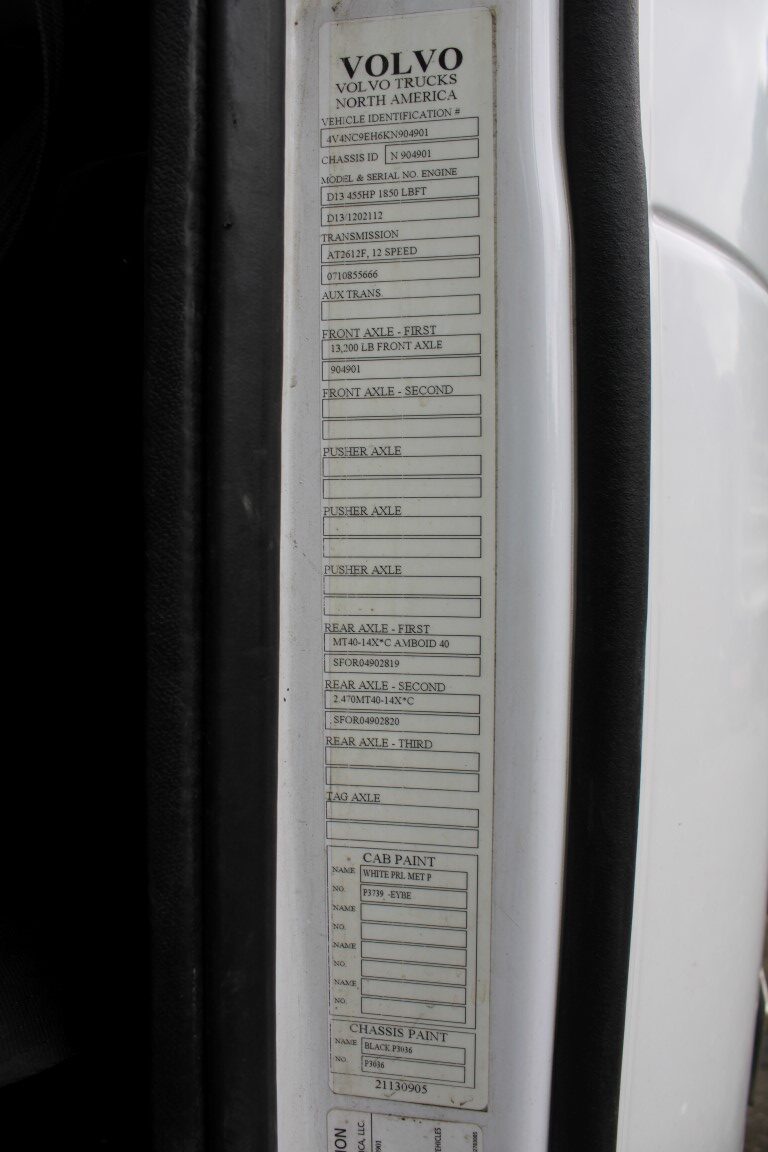 VOLVO
VOLVO TRUCKS
NORTH AMERICA
VEHICLE IDENTIFICATION #
4V4NC9EH6KN904901
CHASSIS ID N 904901
MODEL & SERIAL NO. ENGINE
D13 455HP 1850 LBFT
D13/1202112
TRANSMISSION
AT2612F, 12 SPEED
0710855666
AUX TRANS.
FRONT AXLE - FIRST
13,200 LB FRONT AXLE
904901
FRONT AXLE - SECOND
PUSHER AXLE
PUSHER AXLE
PUSHER AXLE
REAR AXLE - FIRST
MT40-14X*C AMBOID 40
SFOR04902819
REAR AXLE - SECOND
2.470MT40-14X*C
SFOR04902820
REAR AXLE - THIRD
TAG AXLE
CAB PAINT
NAME WHITE PRL MET P
NO. P3739 -EYBE
NAME
NO.
NAME
NO.
NAME
NO.
CHASSIS PAINT
NAME BLACK P3036
NO. P3036
21130905
ICA, LLC.